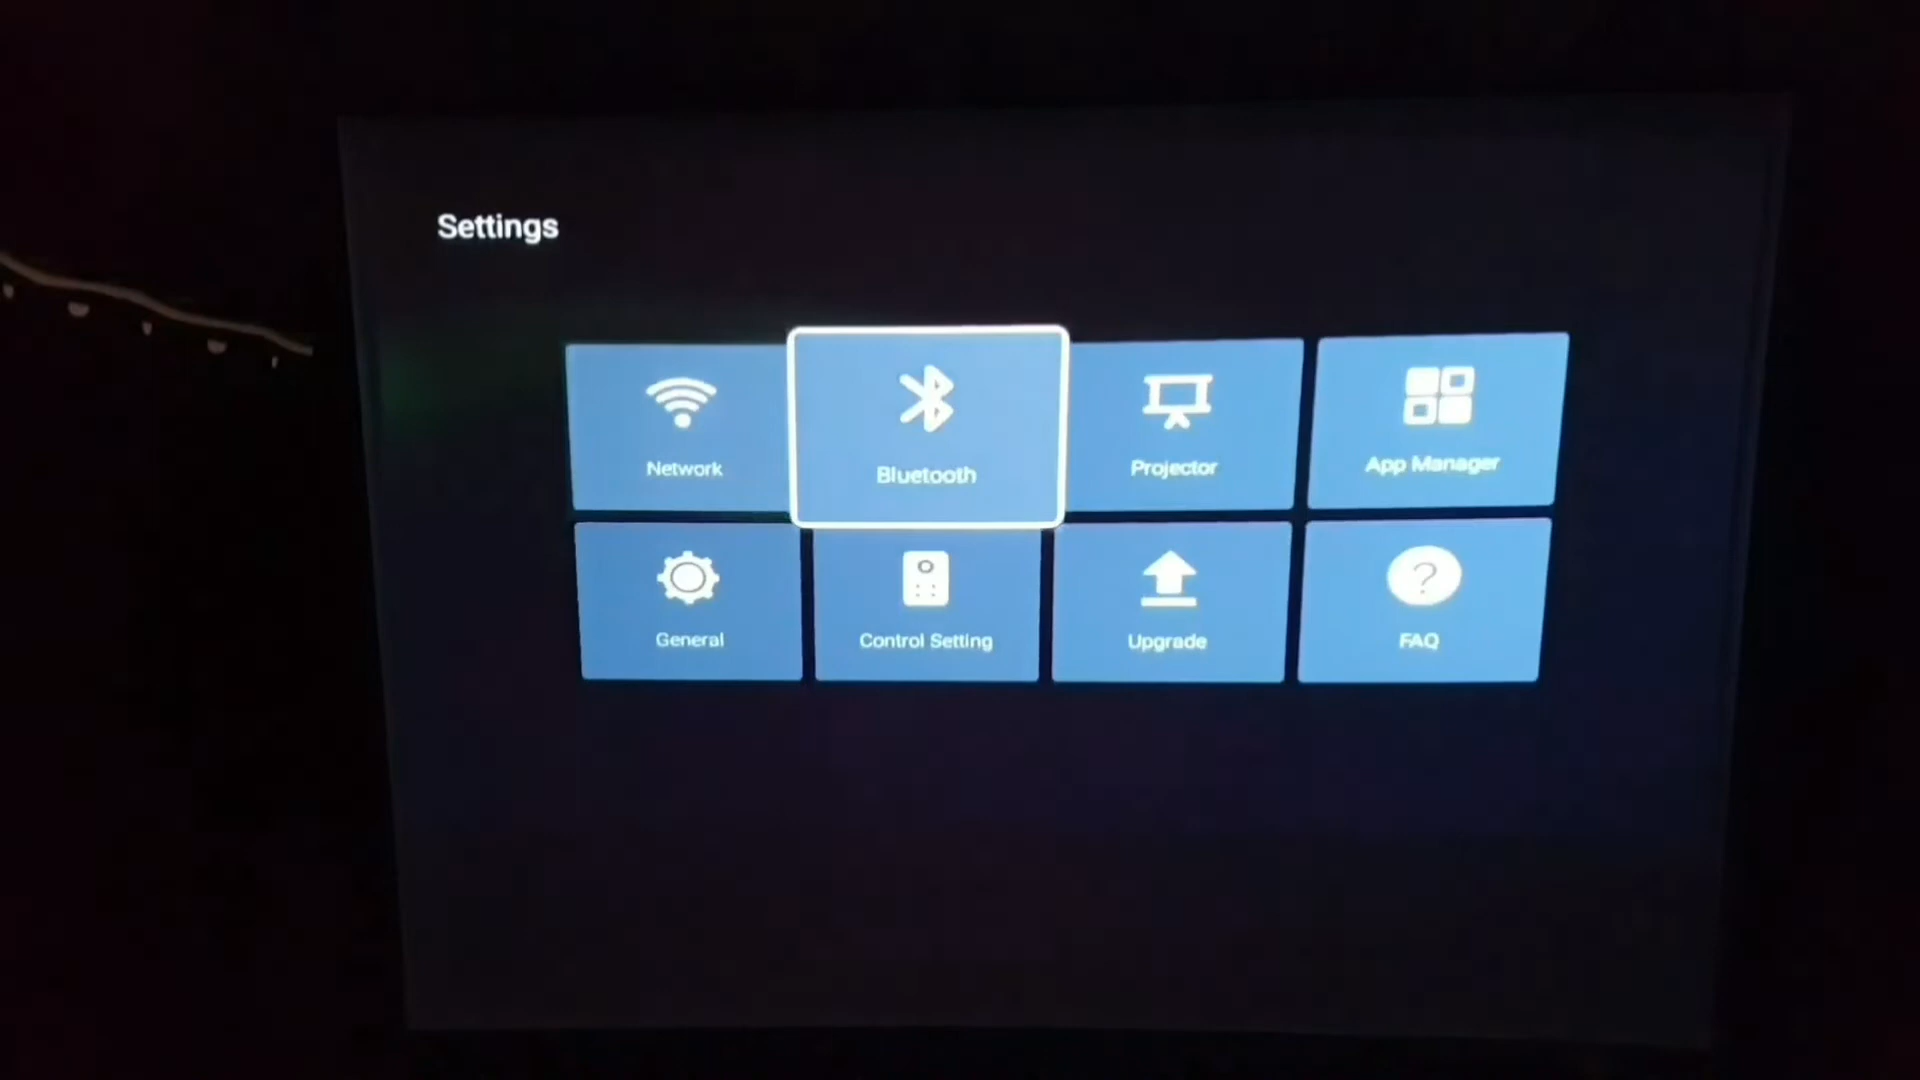 Settings
Network
Bluetooth
Projector
App Manager
General
Control Setting
Upgrade
?
FAQ